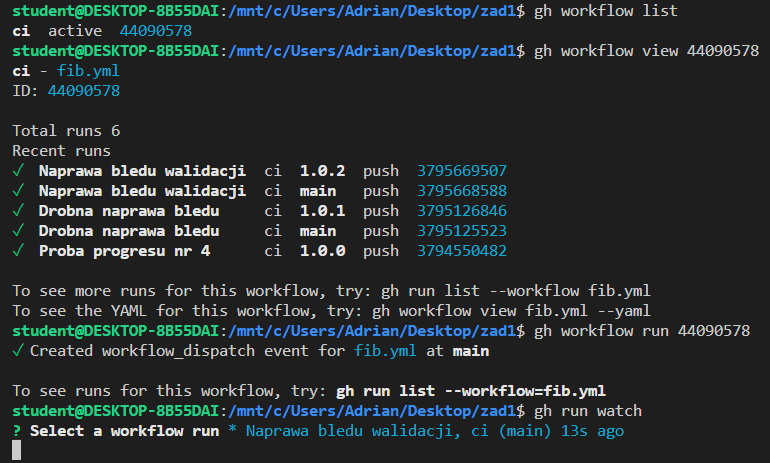 student@DESKTOP-8B55DAI:/mnt/c/Users/Adrian/Desktop/zad1$ gh workflow list
ci  active  44090578
student@DESKTOP-8B55DAI:/mnt/c/Users/Adrian/Desktop/zad1$ gh workflow view 44090578
ci - fib.yml
ID: 44090578

Total runs 6
Recent runs
✓  Naprawa bledu walidacji  ci  1.0.2  push  3795669507
✓  Naprawa bledu walidacji  ci  main   push  3795668588
✓  Drobna naprawa bledu     ci  1.0.1  push  3795126846
✓  Drobna naprawa bledu     ci  main   push  3795125523
✓  Proba progresu nr 4      ci  1.0.0  push  3794550482

To see more runs for this workflow, try: gh run list --workflow fib.yml
To see the YAML for this workflow, try: gh workflow view fib.yml --yaml
student@DESKTOP-8B55DAI:/mnt/c/Users/Adrian/Desktop/zad1$ gh workflow run 44090578
✓ Created workflow_dispatch event for fib.yml at main

To see runs for this workflow, try: gh run list --workflow=fib.yml
student@DESKTOP-8B55DAI:/mnt/c/Users/Adrian/Desktop/zad1$ gh run watch
? Select a workflow run * Naprawa bledu walidacji, ci (main) 13s ago